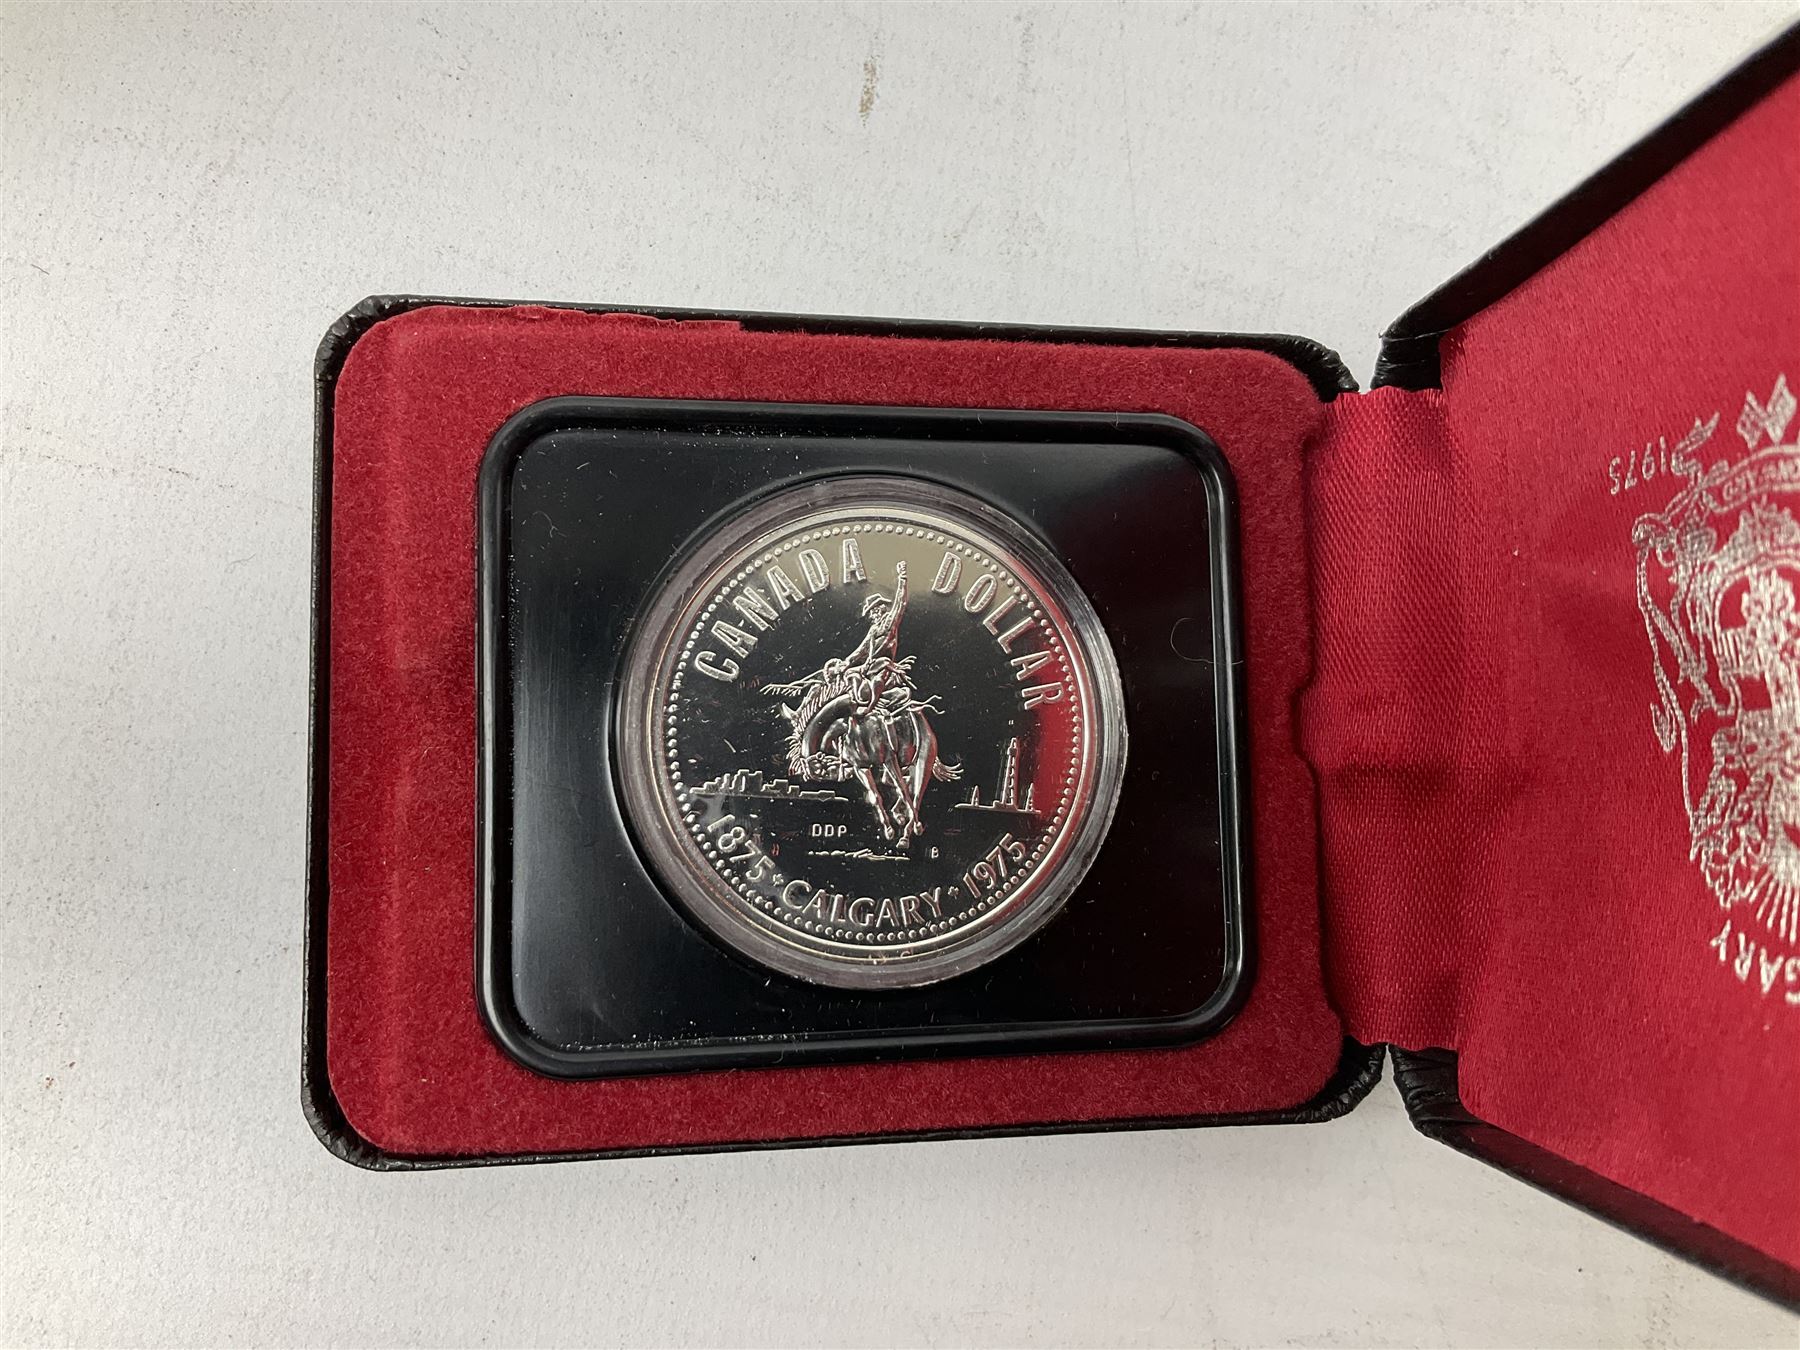 CANADA DOLLAR
DDP
B
1875 • CALGARY • 1975
1975